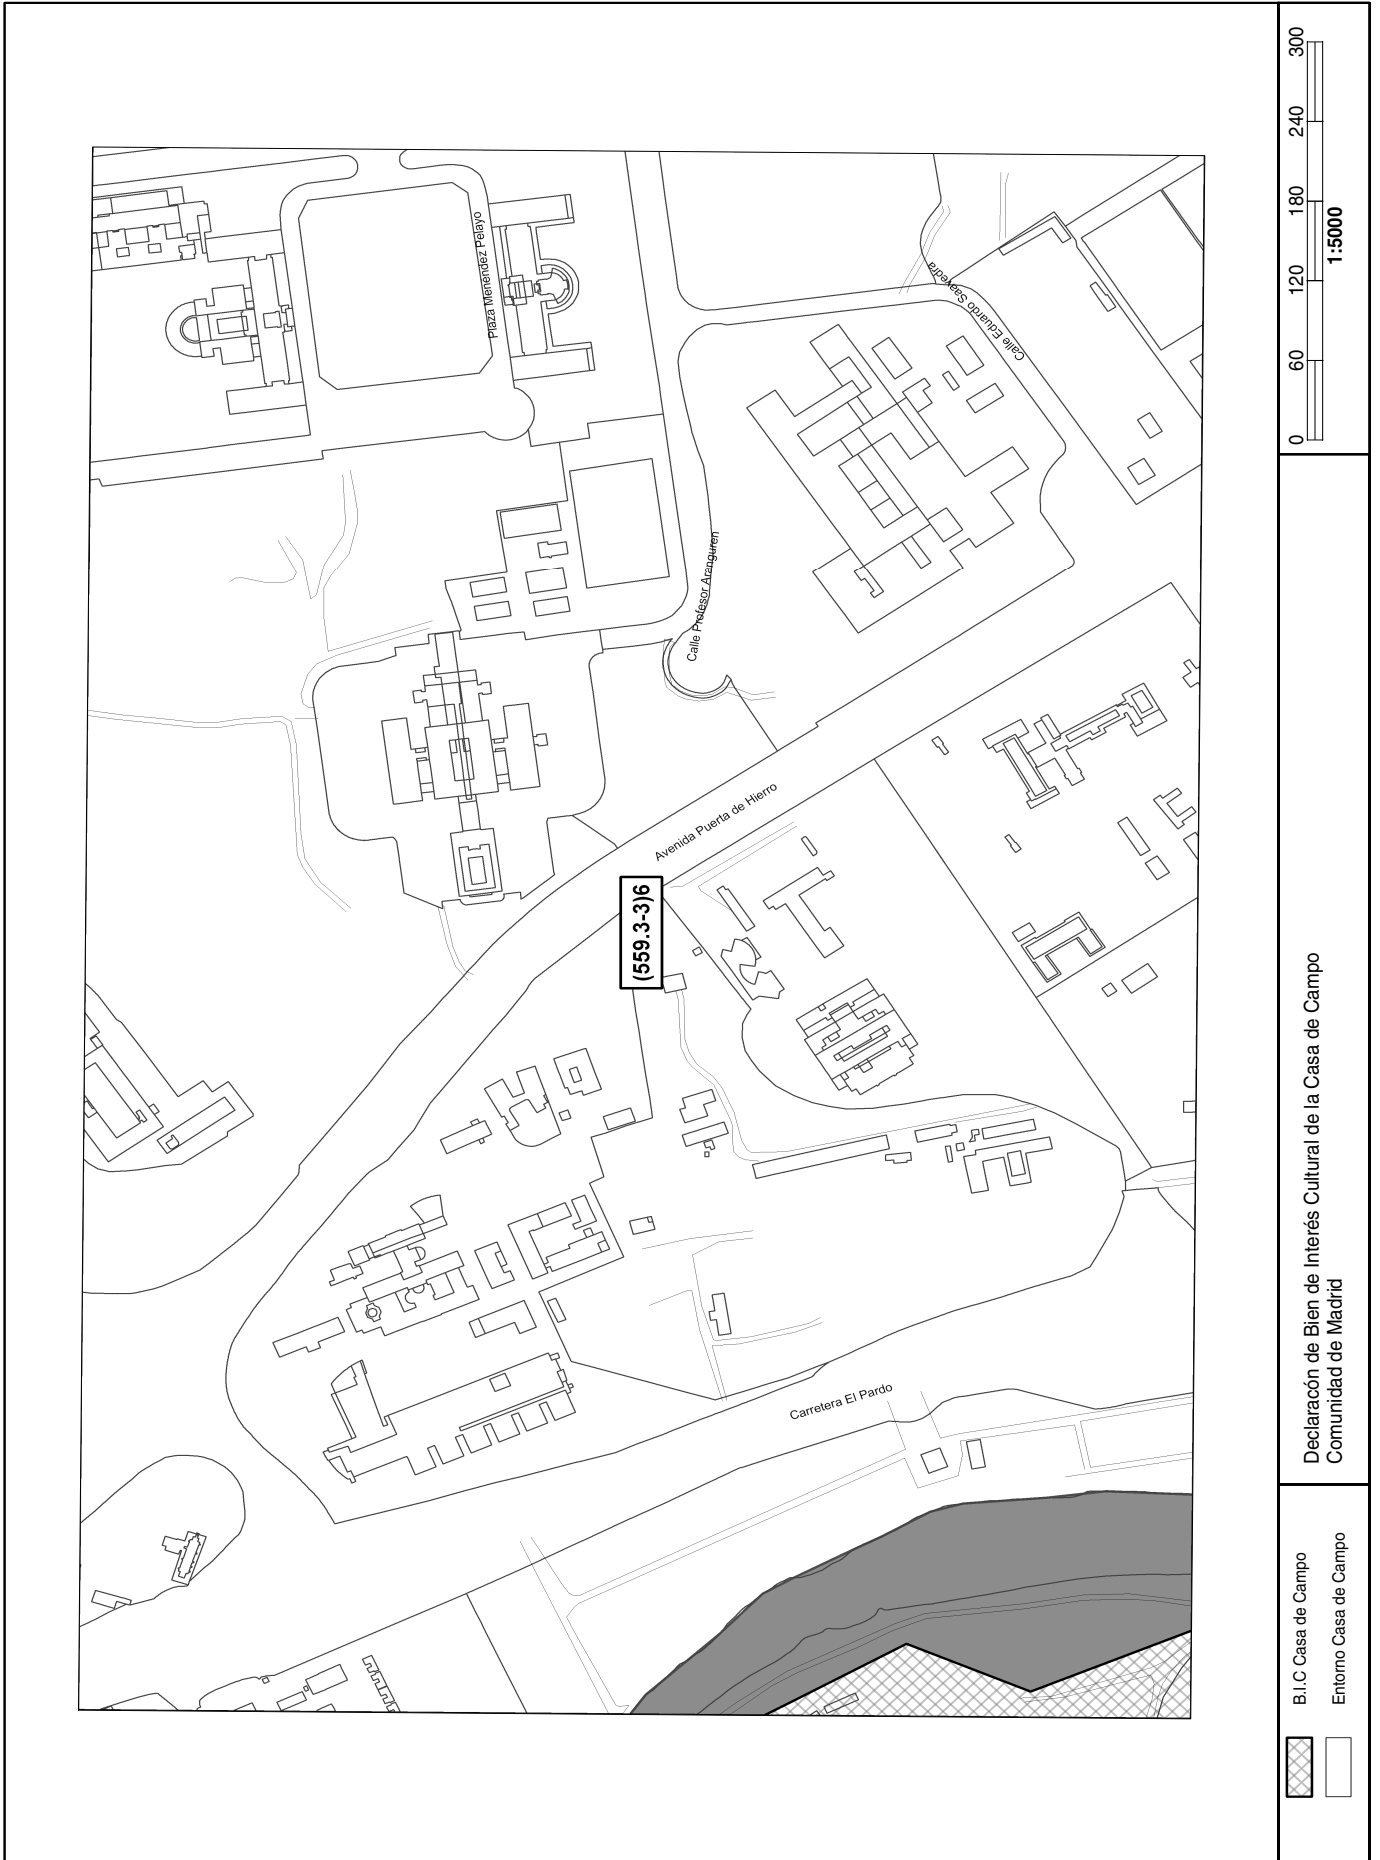 Plaza Menendez Pelayo
Calle Eduardo Saavedra
Calle Profesor Aranguren
Avenida Puerta de Hierro
(559.3-3)6
Carretera El Pardo
B.I.C Casa de Campo
Entorno Casa de Campo
Declaracón de Bien de Interés Cultural de la Casa de Campo
Comunidad de Madrid
0 60 120 180 240 300
1:5000